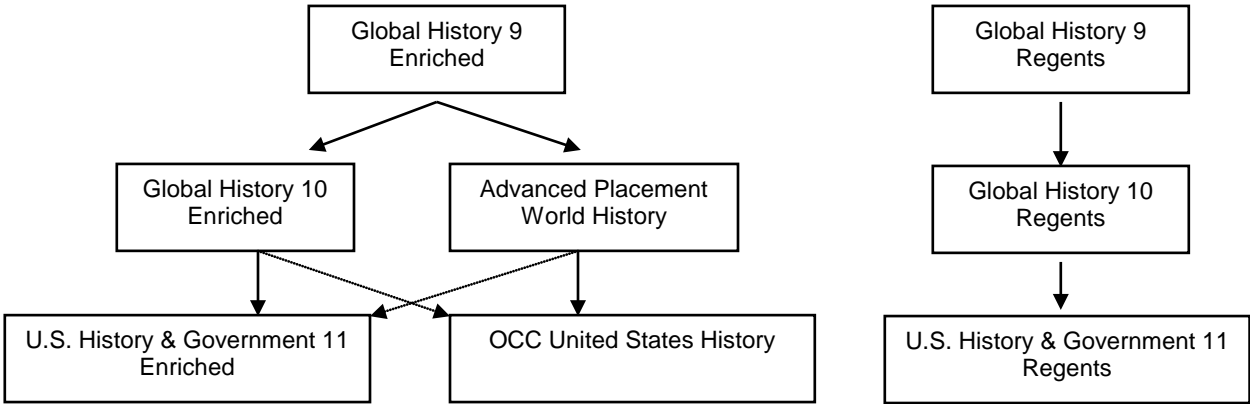 Global History 9
Enriched
Global History 9
Regents
Global History 10
Enriched
Advanced Placement
World History
Global History 10
Regents
U.S. History & Government 11
Enriched
OCC United States History
U.S. History & Government 11
Regents